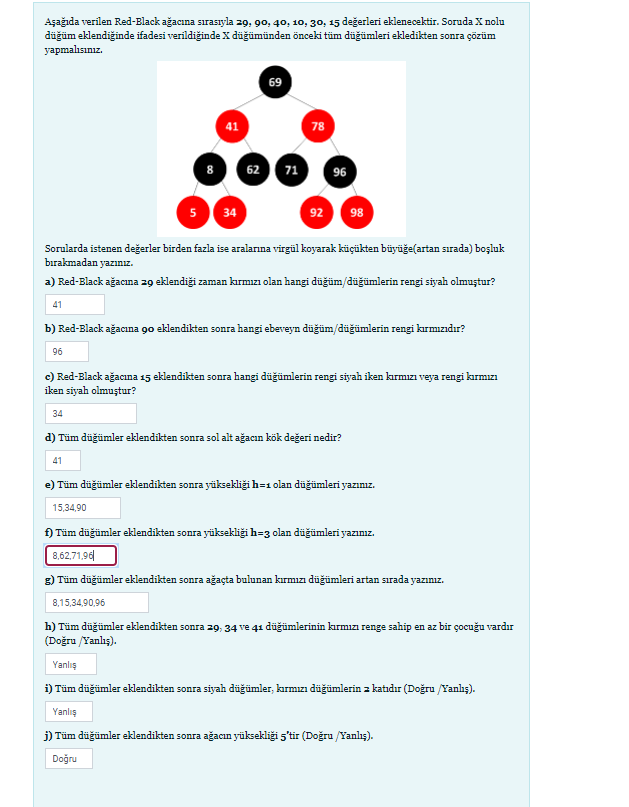 Aşağıda verilen Red-Black ağacına sırasıyla 29, 90, 40, 10, 30, 15 değerleri eklenecektir. Soruda X nolu
düğüm eklendiğinde ifadesi verildiğinde X düğümünden önceki tüm düğümleri ekledikten sonra çözüm
yapmalısınız.
69
41 78
8 62 71 96
5 34 92 98
Sorularda istenen değerler birden fazla ise aralarına virgül koyarak küçükten büyüğe(artan sırada) boşluk
bırakmadan yazınız.
a) Red-Black ağacına 29 eklendiği zaman kırmızı olan hangi düğüm/düğümlerin rengi siyah olmuştur?
41
b) Red-Black ağacına 90 eklendikten sonra hangi ebeveyn düğüm/düğümlerin rengi kırmızıdır?
96
c) Red-Black ağacına 15 eklendikten sonra hangi düğümlerin rengi siyah iken kırmızı veya rengi kırmızı
iken siyah olmuştur?
34
d) Tüm düğümler eklendikten sonra sol alt ağacın kök değeri nedir?
41
e) Tüm düğümler eklendikten sonra yüksekliği h=1 olan düğümleri yazınız.
15,34,90
f) Tüm düğümler eklendikten sonra yüksekliği h=3 olan düğümleri yazınız.
8,62,71,96
g) Tüm düğümler eklendikten sonra ağaçta bulunan kırmızı düğümleri artan sırada yazınız.
8,15,34,90,96
h) Tüm düğümler eklendikten sonra 29, 34 ve 41 düğümlerinin kırmızı renge sahip en az bir çocuğu vardır
(Doğru /Yanlış).
Yanlış
i) Tüm düğümler eklendikten sonra siyah düğümler, kırmızı düğümlerin 2 katıdır (Doğru /Yanlış).
Yanlış
j) Tüm düğümler eklendikten sonra ağacın yüksekliği 5'tir (Doğru /Yanlış).
Doğru